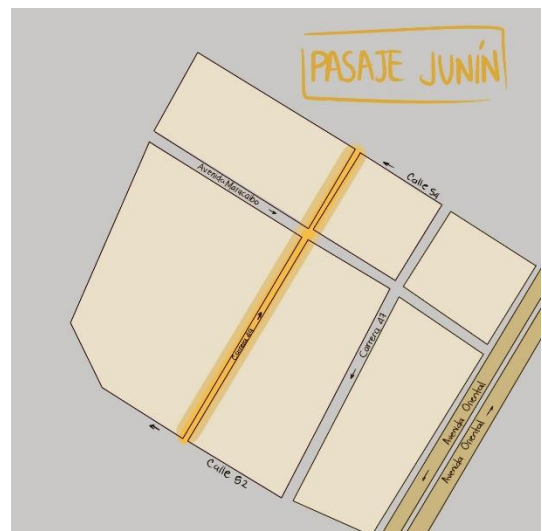 PASAJE JUNÍN
Calle 54
Avenida Maracaibo
Carrera 49
Carrera 47
Avenida Oriental
Avenida Oriental
Calle 52